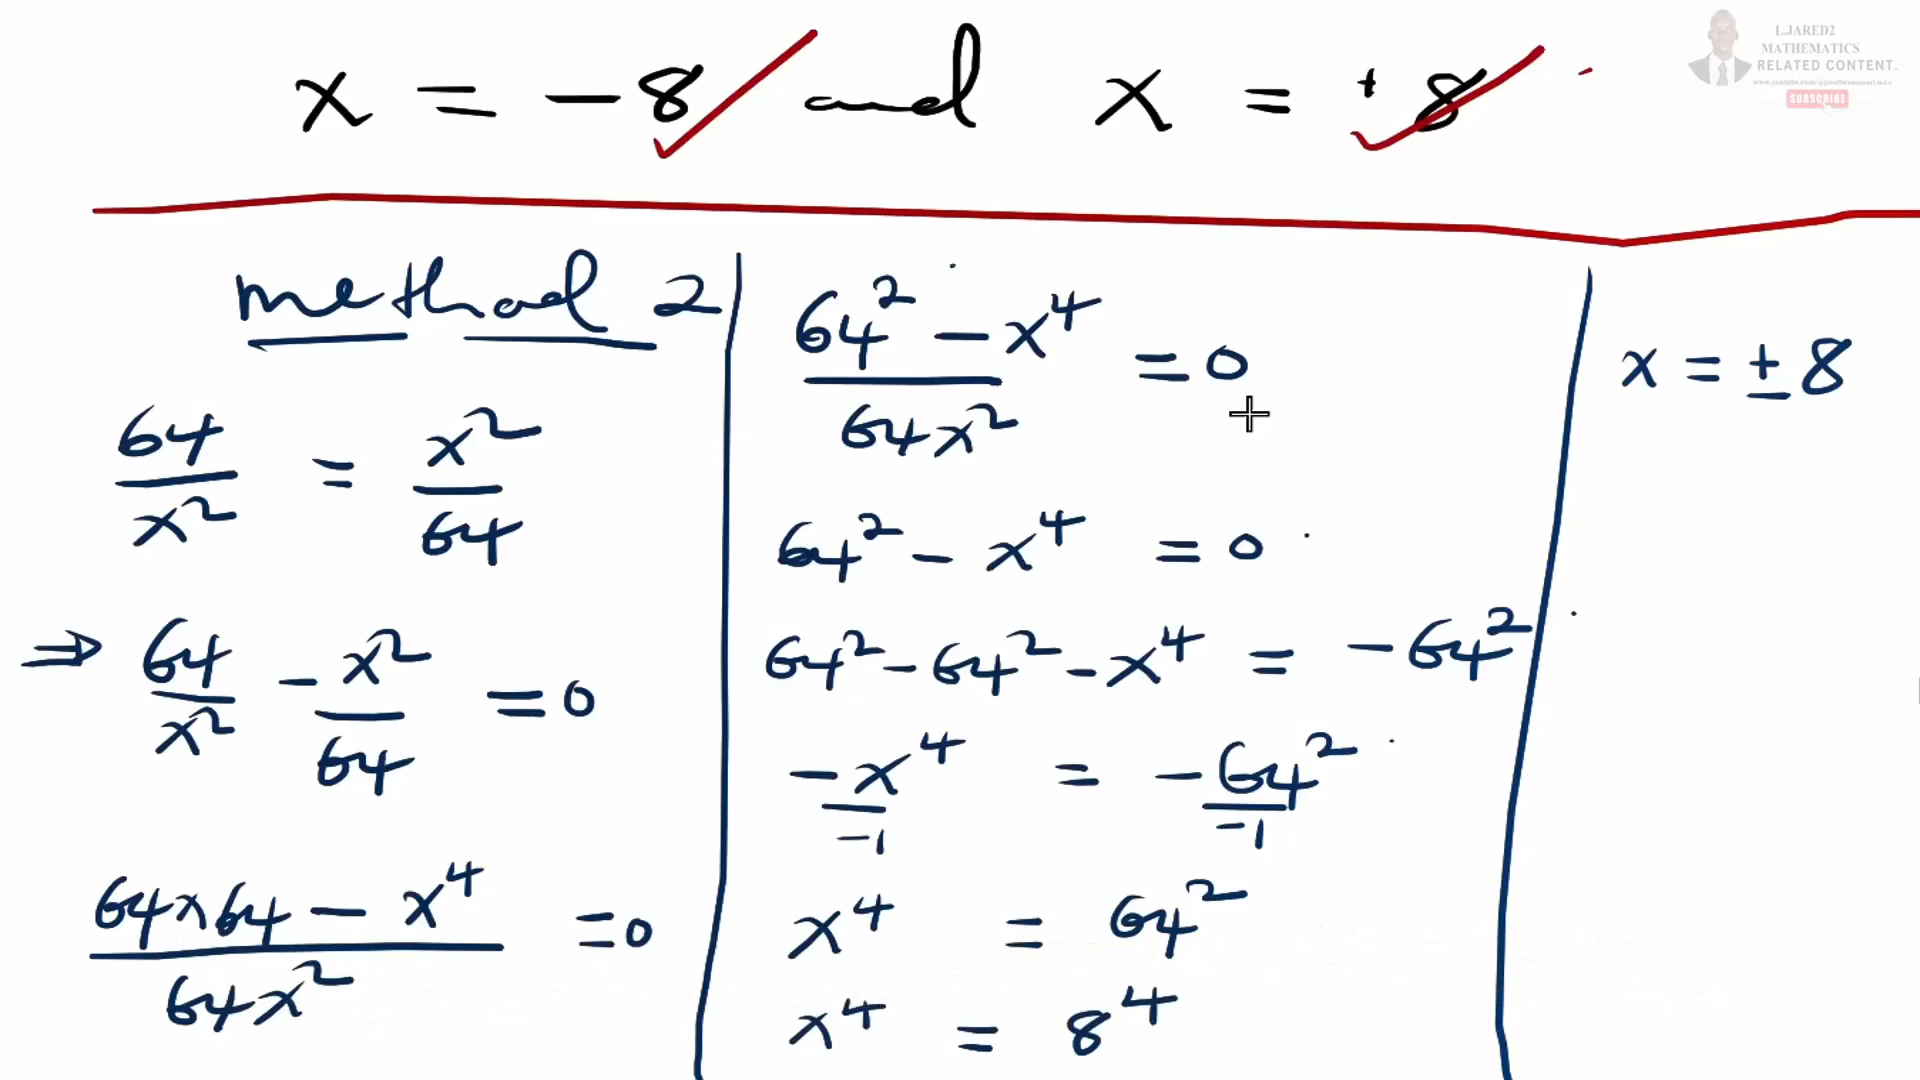 x = -8 and x = +8
L.JARED2
MATHEMATICS
RELATED CONTENT.
SUBSCRIBE
method 2
64/x² = x²/64
⇒ 64/x² - x²/64 = 0
(64x64 - x⁴)/64x² = 0
(64² - x⁴)/64x² = 0
64² - x⁴ = 0
64² - 64² - x⁴ = -64²
-x⁴/-1 = -64²/-1
x⁴ = 64²
x⁴ = 8⁴
x = ±8